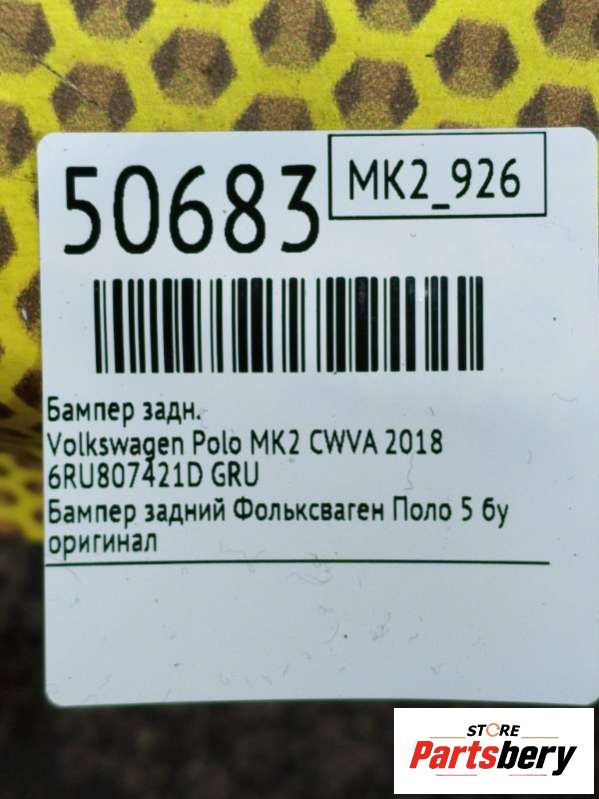 50683
MK2_926
Бампер задн.
Volkswagen Polo MK2 CWVA 2018
6RU807421D GRU
Бампер задний Фольксваген Поло 5 бу
оригинал
STORE
Partsbery